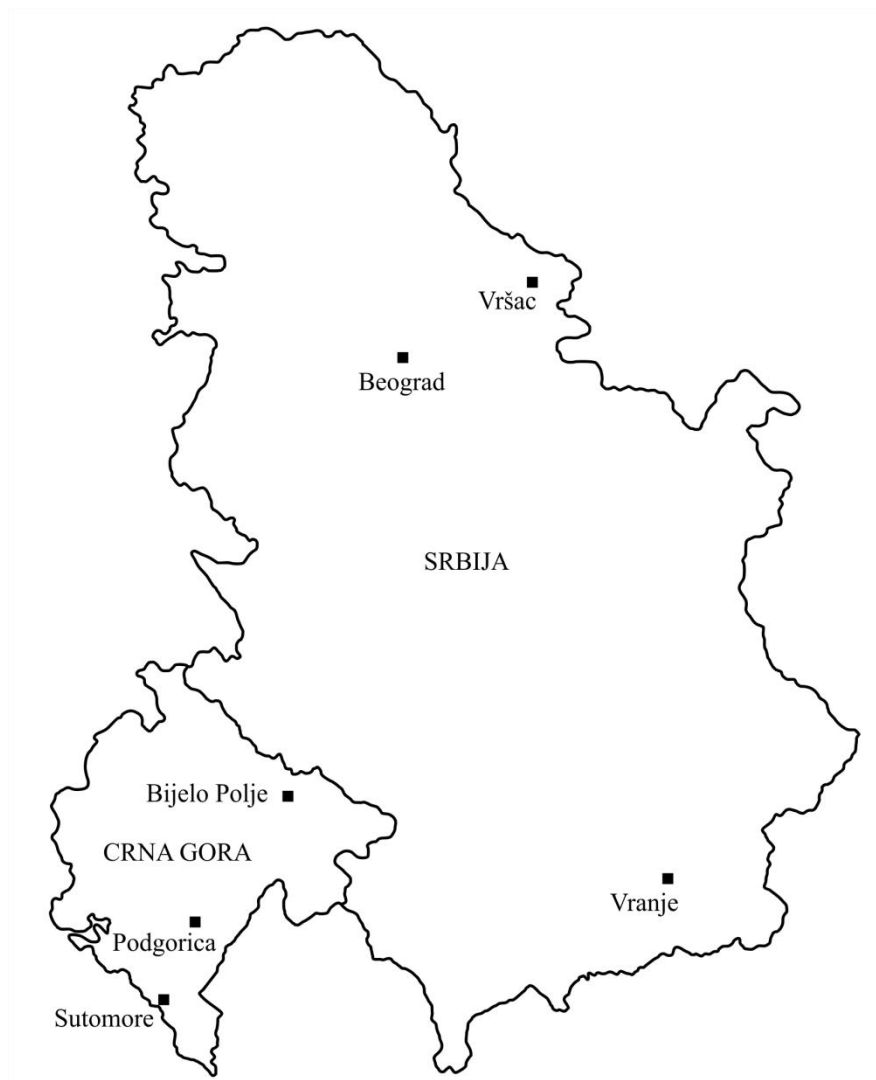 Vršac
Beograd
SRBIJA
Bijelo Polje
CRNA GORA
Vranje
Podgorica
Sutomore